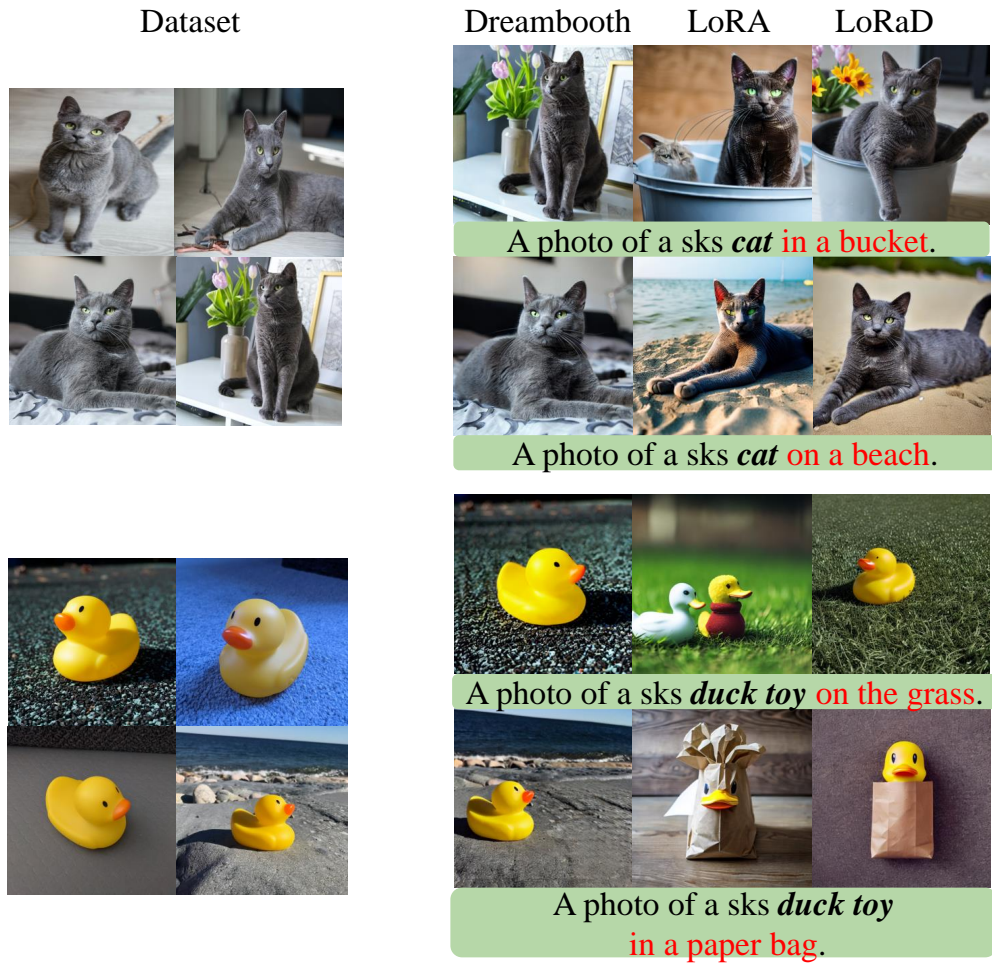 Dataset
Dreambooth LoRA LoRaD
A photo of a sks cat in a bucket.
A photo of a sks cat on a beach.
A photo of a sks duck toy on the grass.
A photo of a sks duck toy
in a paper bag.